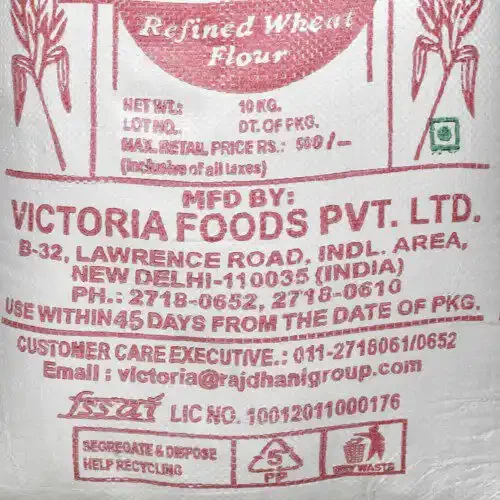 Refined Wheat
Flour
NET WT.: 10 KG.
LOT NO. DT. OF PKG.
MAX. RETAIL PRICE RS.: 500/-
(Inclusive of all taxes)
MFD BY:
VICTORIA FOODS PVT. LTD.
B-32, LAWRENCE ROAD, INDL. AREA,
NEW DELHI-110035 (INDIA)
PH.: 2718-0652, 2718-0610
USE WITHIN 45 DAYS FROM THE DATE OF PKG.
CUSTOMER CARE EXECUTIVE.: 011-2718061/0652
Email : victoria@rajdhanigroup.com
fssai LIC NO. 10012011000176
SEGREGATE & DISPOSE
HELP RECYCLING
5
PP
WASTE